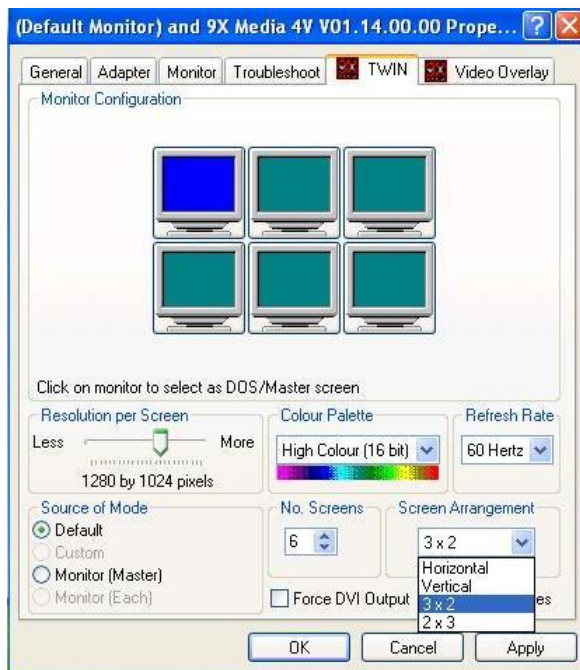 (Default Monitor) and 9X Media 4V V01.14.00.00 Prope...
General Adapter Monitor Troubleshoot TWIN Video Overlay
Monitor Configuration
Click on monitor to select as DOS/Master screen
Resolution per Screen
Less More
1280 by 1024 pixels
Colour Palette
High Colour (16 bit)
Refresh Rate
60 Hertz
Source of Mode
Default
Custom
Monitor (Master)
Monitor (Each)
No. Screens
6
Screen Arrangement
3 x 2
Horizontal
Vertical
3 x 2
2 x 3
Force DVI Output
OK Cancel Apply